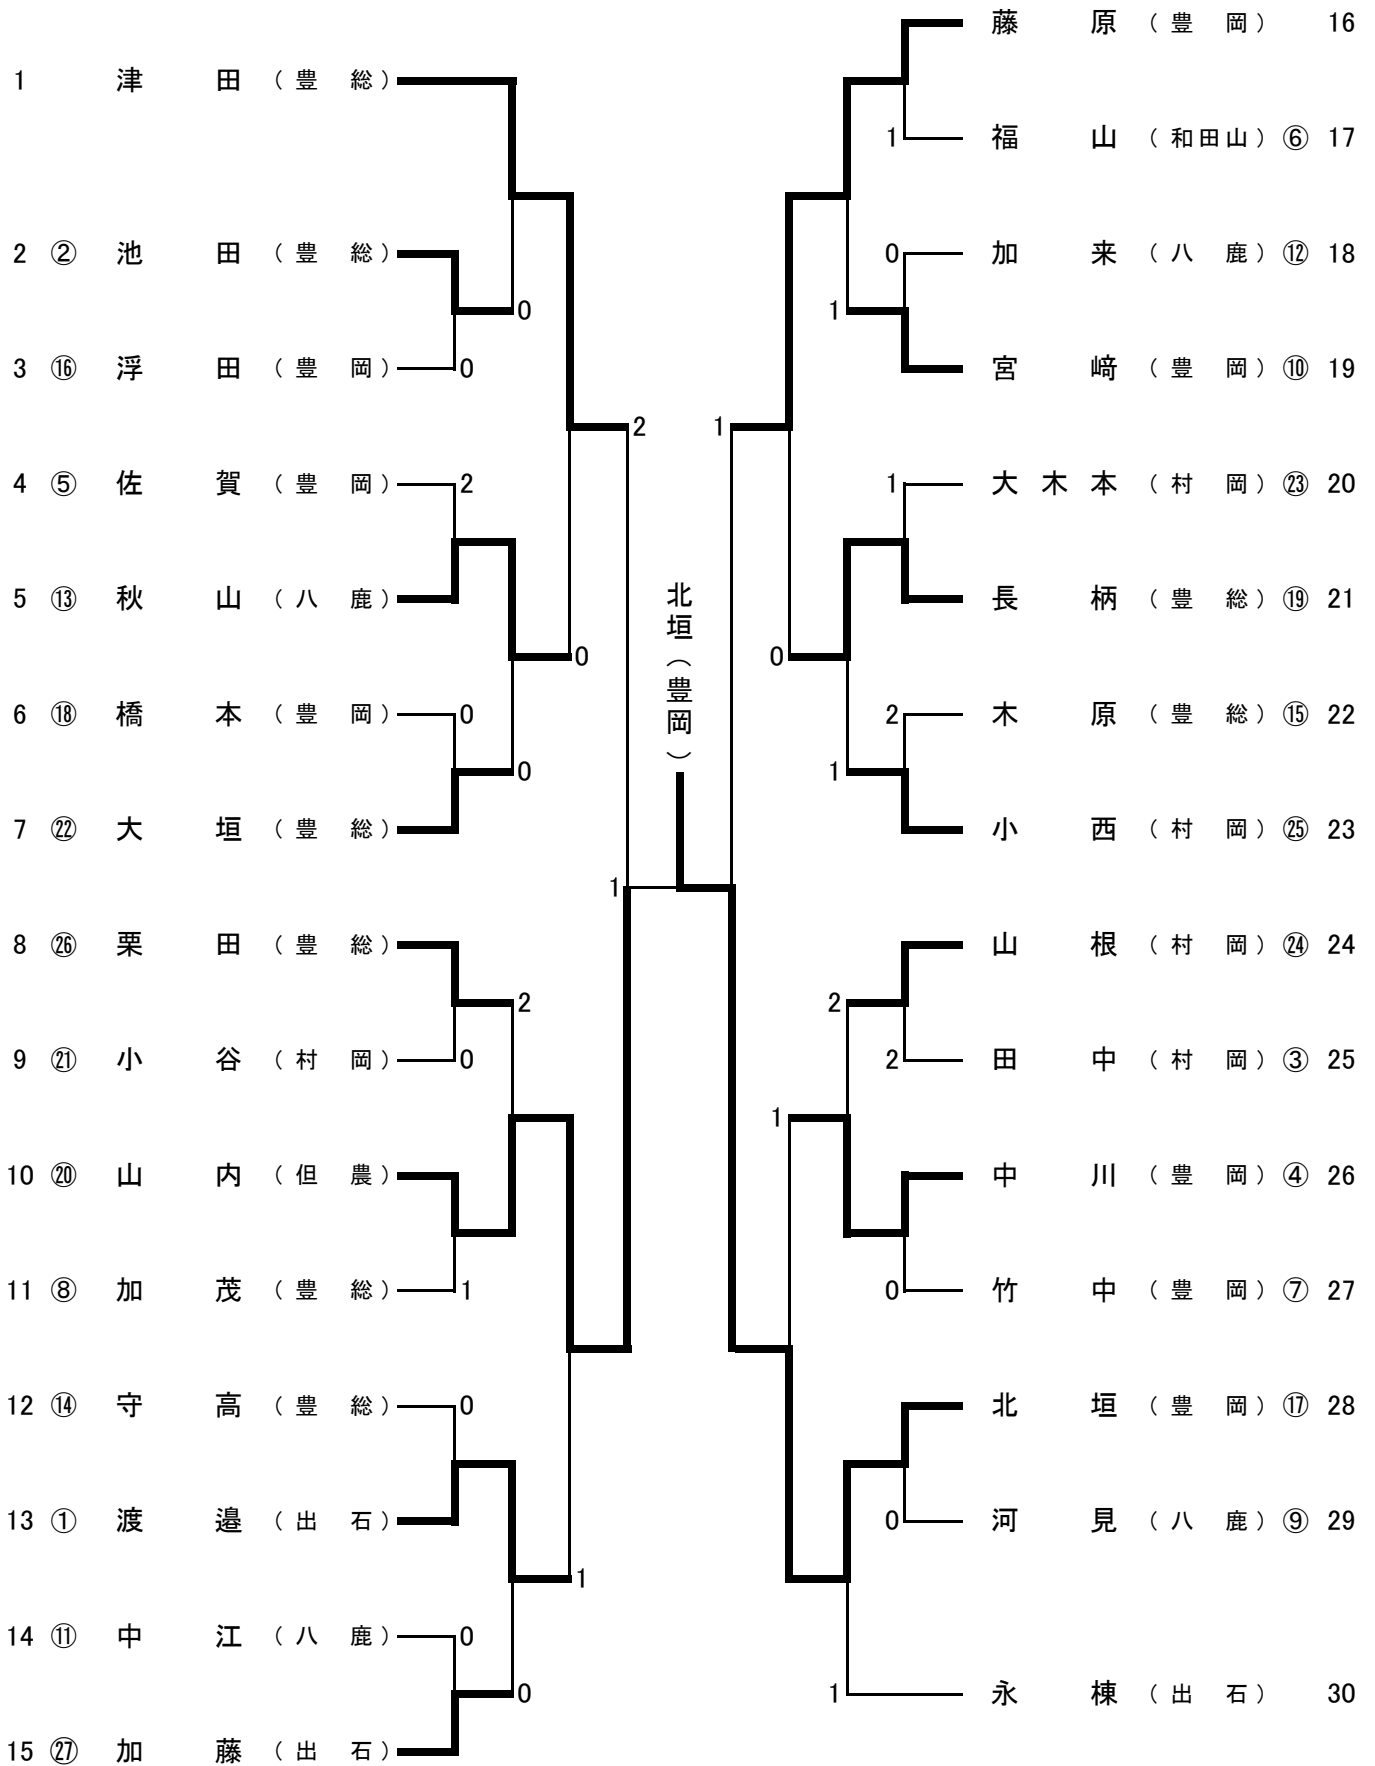 1 津田（豊総）
2 ② 池田（豊総）
0
3 ⑯ 浮田（豊岡） 0
2
4 ⑤ 佐賀（豊岡） 2
5 ⑬ 秋山（八鹿）
0
6 ⑱ 橋本（豊岡） 0
0
7 ㉒ 大垣（豊総）
1
8 ㉖ 栗田（豊総）
2
9 ㉑ 小谷（村岡） 0
10 ⑳ 山内（但農）
11 ⑧ 加茂（豊総） 1
12 ⑭ 守高（豊総） 0
13 ① 渡邉（出石）
1
14 ⑪ 中江（八鹿） 0
0
15 ㉗ 加藤（出石）
北垣（豊岡）
藤原（豊岡） 16
1 福山（和田山） ⑥ 17
0 加来（八鹿） ⑫ 18
1
宮﨑（豊岡） ⑩ 19
1
1 大木本（村岡） ㉓ 20
長柄（豊総） ⑲ 21
0
2 木原（豊総） ⑮ 22
1
小西（村岡） ㉕ 23
山根（村岡） ㉔ 24
2
2 田中（村岡） ③ 25
1
中川（豊岡） ④ 26
0 竹中（豊岡） ⑦ 27
北垣（豊岡） ⑰ 28
0 河見（八鹿） ⑨ 29
1 永棟（出石） 30